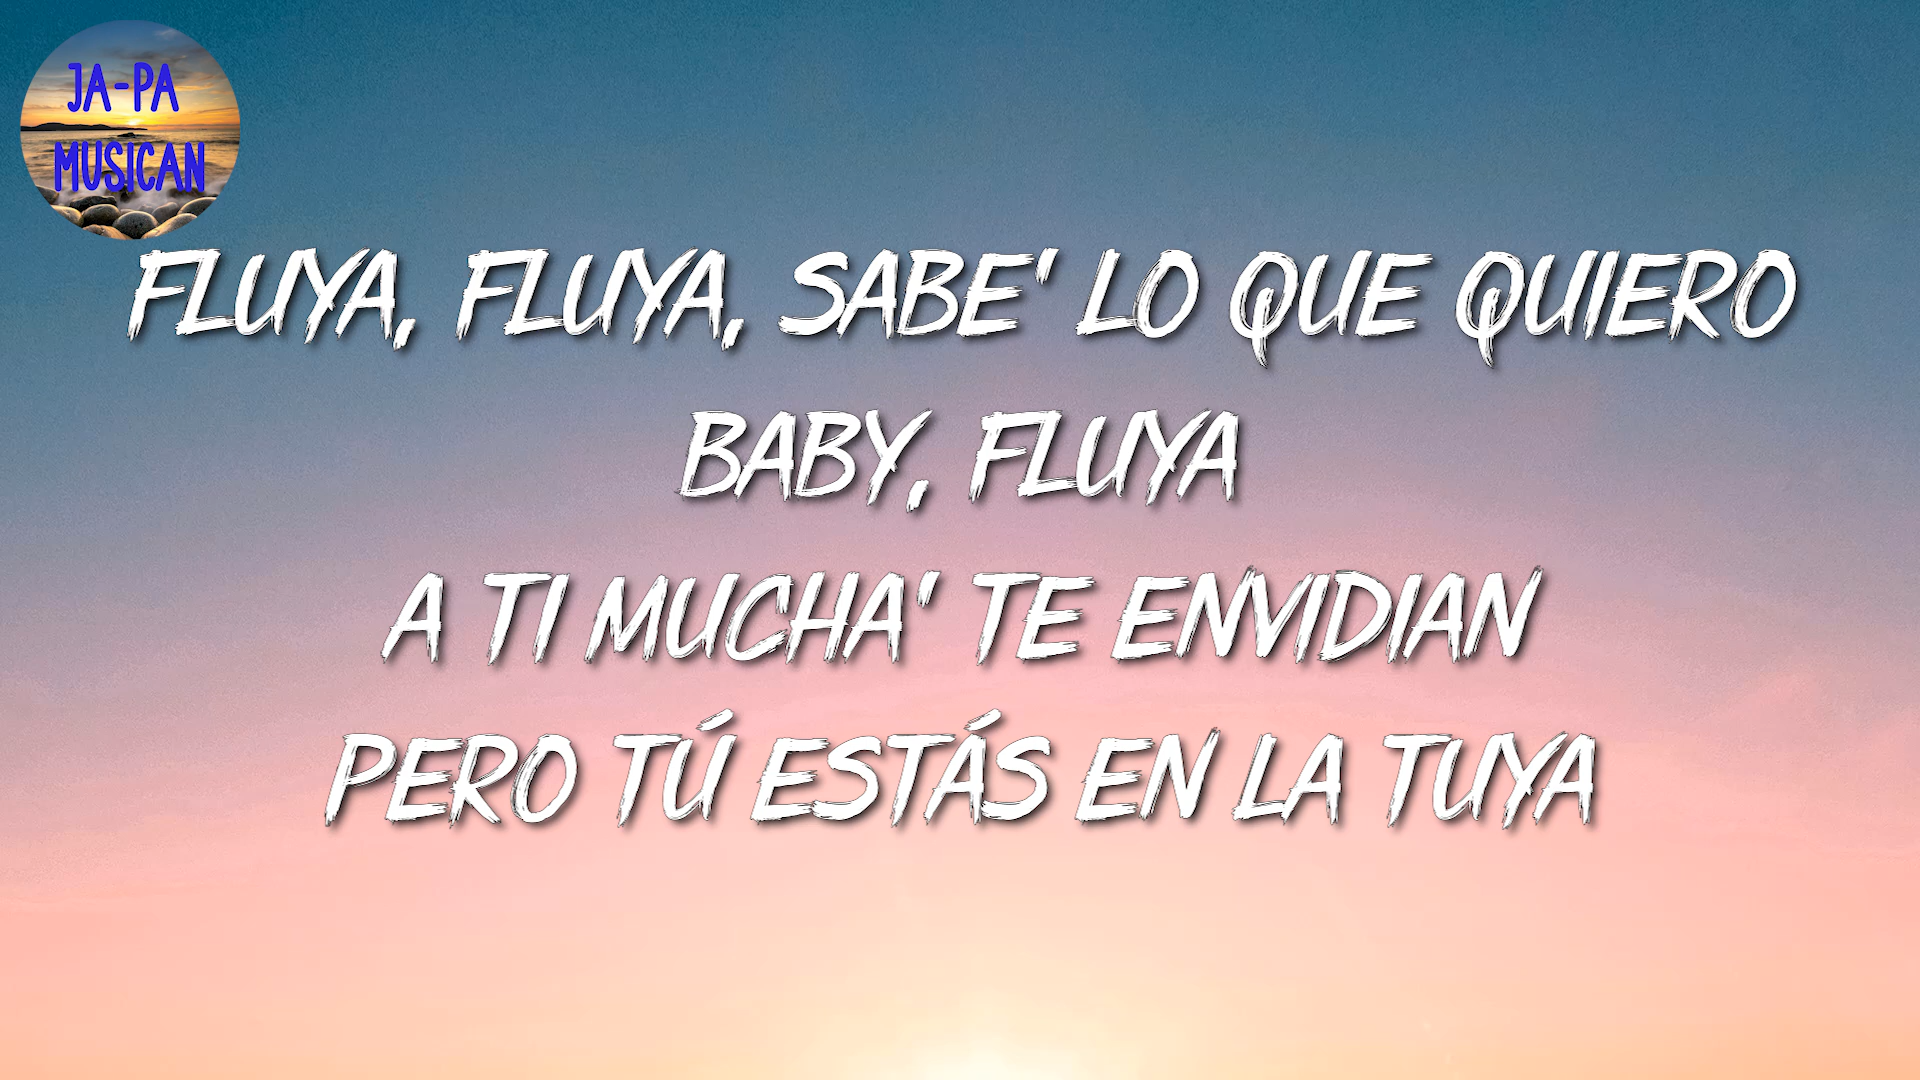 JA-PA
MUSICAN
FLUYA, FLUYA, SABE' LO QUE QUIERO
BABY, FLUYA
A TI MUCHA' TE ENVIDIAN
PERO TÚ ESTÁS EN LA TUYA